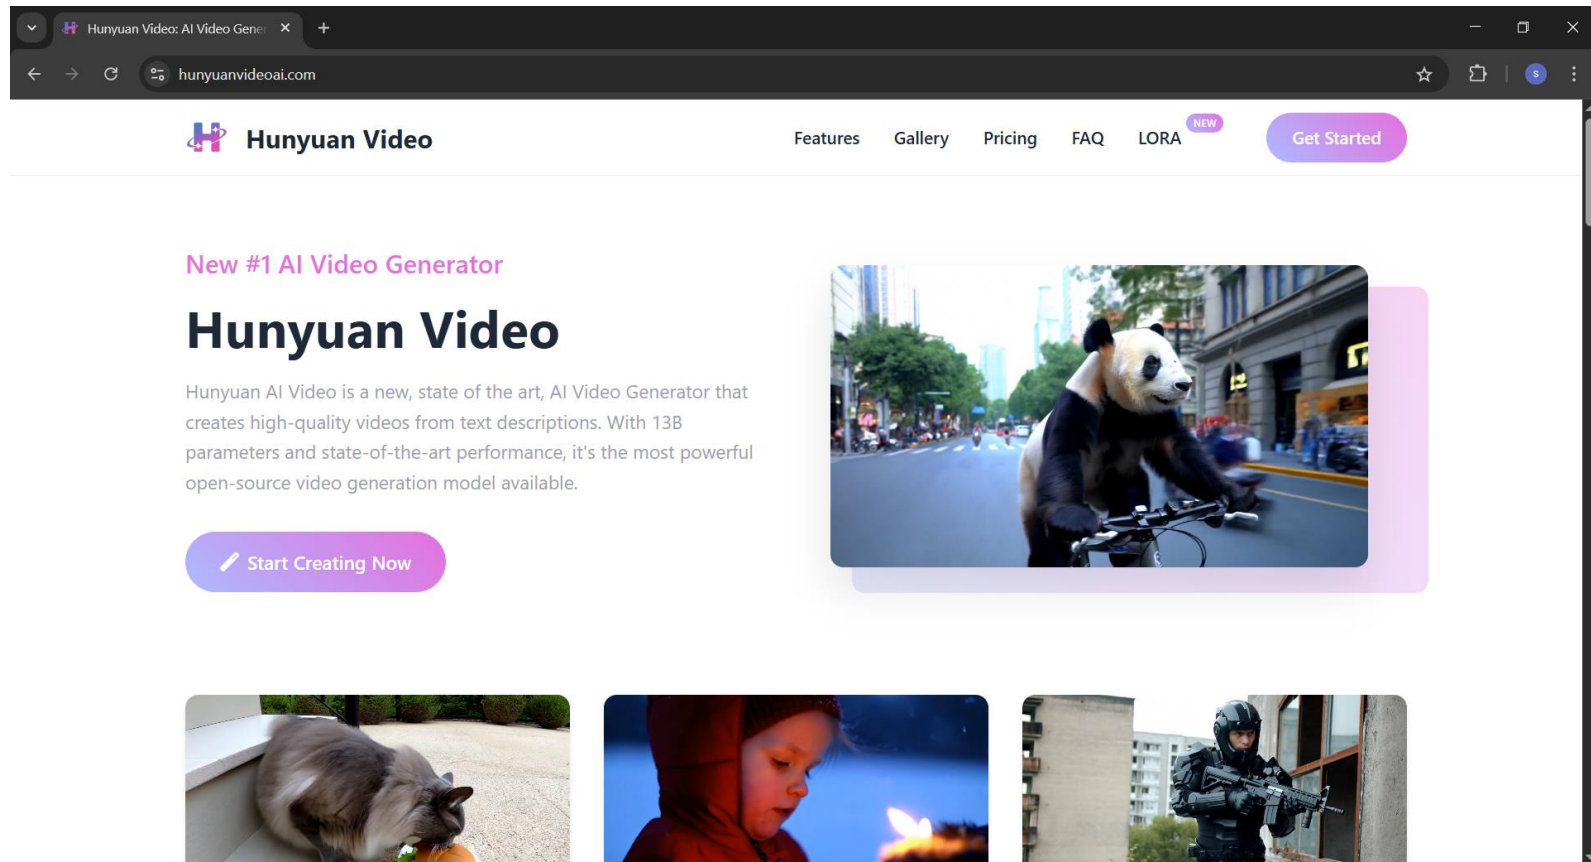 Hunyuan Video: AI Video Gene
hunyuanvideoai.com
S
Hunyuan Video
Features
Gallery
Pricing
FAQ
LORA
NEW
Get Started
New #1 AI Video Generator
Hunyuan Video
Hunyuan AI Video is a new, state of the art, AI Video Generator that
creates high-quality videos from text descriptions. With 13B
parameters and state-of-the-art performance, it's the most powerful
open-source video generation model available.
Start Creating Now